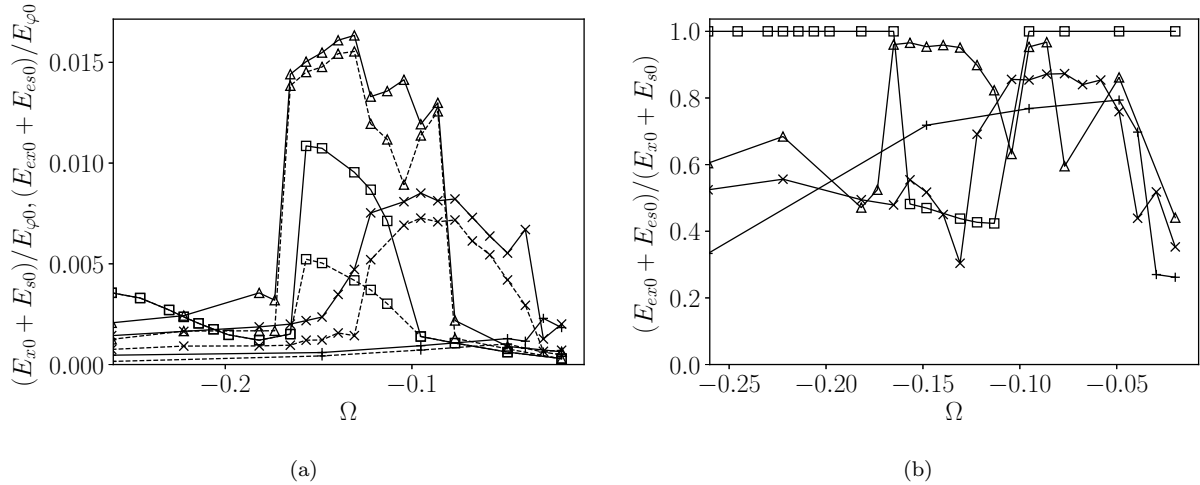 (E_{x0} + E_{s0})/E_{φ0}, (E_{ex0} + E_{es0})/E_{φ0}
0.015
0.010
0.005
0.000
−0.2
−0.1
Ω
(a)
(E_{ex0} + E_{es0})/(E_{x0} + E_{s0})
1.0
0.8
0.6
0.4
0.2
0.0
−0.25
−0.20
−0.15
−0.10
−0.05
Ω
(b)